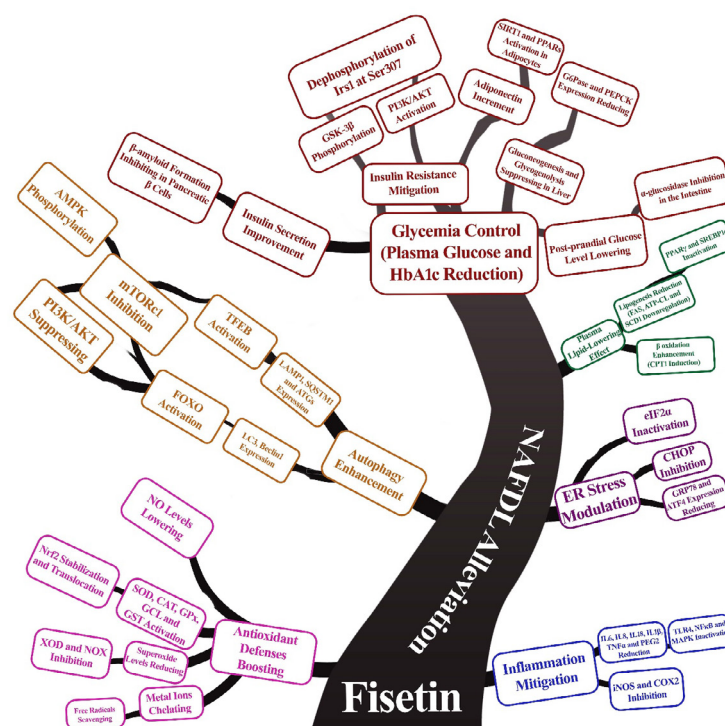 Dephosphorylation of
Irs1 at Ser307
SIRT1 and PPARs
Activation in
Adipocytes
GSK-3β
Phosphorylation
PI3K/AKT
Activation
Adiponectin
Increment
G6Pase and PEPCK
Expression Reducing
Insulin Resistance
Mitigation
Gluconeogenesis and
Glycogenolysis
Suppressing in Liver
β-amyloid Formation
Inhibiting in Pancreatic
β Cells
Insulin Secretion
Improvement
Glycemia Control
(Plasma Glucose and
HbA1c Reduction)
Post-prandial Glucose
Level Lowering
α-glucosidase Inhibition
in the Intestine
AMPK
Phosphorylation
mTORc1
Inhibition
PI3K/AKT
Suppressing
TFEB
Activation
LAMP1, SQSTM1
and ATGs
Expression
FOXO
Activation
LC3, Beclin1
Expression
Autophagy
Enhancement
PPARγ and SREBP1c
Inactivation
Lipogenesis Reduction
(FAS, ATP-CL and
SCD1 Downregulation)
Plasma
Lipid-Lowering
Effect
β oxidation
Enhancement
(CPT1 Induction)
eIF2α
Inactivation
CHOP
Inhibition
GRP78 and
ATF4 Expression
Reducing
ER Stress
Modulation
NO Levels
Lowering
Nrf2 Stabilization
and Translocation
SOD, CAT, GPx,
GCL and
GST Activation
XOD and NOX
Inhibition
Superoxide
Levels Reducing
Free Radicals
Scavenging
Metal Ions
Chelating
Antioxidant
Defenses
Boosting
IL6, IL8, IL18, IL1β,
TNFα and PEG2
Reduction
TLR4, NFκB and
MAPK Inactivation
Inflammation
Mitigation
iNOS and COX2
Inhibition
NAFDL Alleviation
Fisetin